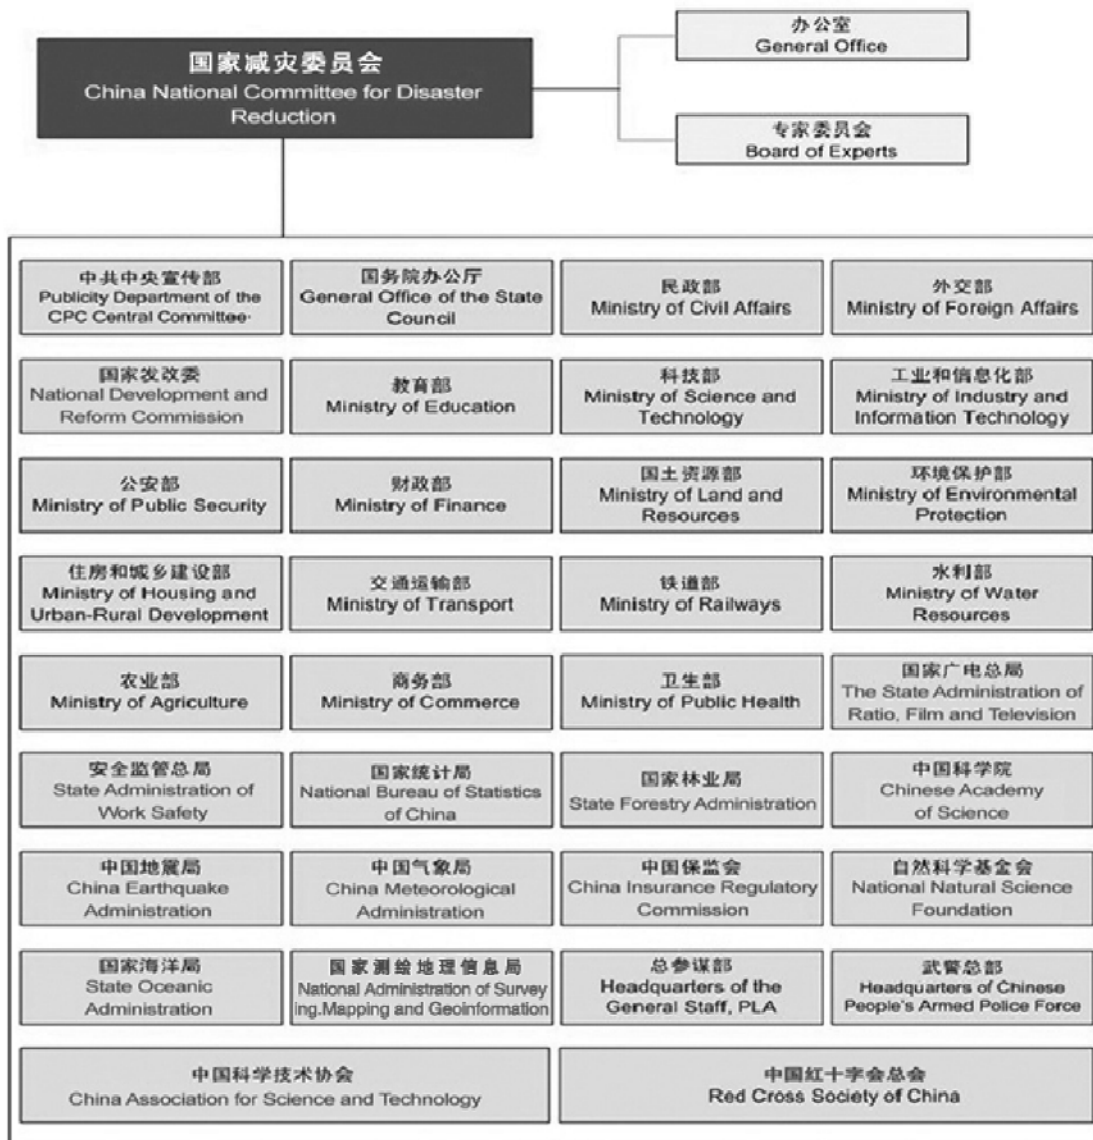 国家减灾委员会
China National Committee for Disaster
Reduction
办公室
General Office
专家委员会
Board of Experts
中共中央宣传部
Publicity Department of the
CPC Central Committee·
国务院办公厅
General Office of the State
Council
民政部
Ministry of Civil Affairs
外交部
Ministry of Foreign Affairs
国家发改委
National Development and
Reform Commission
教育部
Ministry of Education
科技部
Ministry of Science and
Technology
工业和信息化部
Ministry of Industry and
Information Technology
公安部
Ministry of Public Security
财政部
Ministry of Finance
国土资源部
Ministry of Land and
Resources
环境保护部
Ministry of Environmental
Protection
住房和城乡建设部
Ministry of Housing and
Urban-Rural Development
交通运输部
Ministry of Transport
铁道部
Ministry of Railways
水利部
Ministry of Water
Resources
农业部
Ministry of Agriculture
商务部
Ministry of Commerce
卫生部
Ministry of Public Health
国家广电总局
The State Administration of
Ratio, Film and Television
安全监管总局
State Administration of
Work Safety
国家统计局
National Bureau of Statistics
of China
国家林业局
State Forestry Administration
中国科学院
Chinese Academy
of Science
中国地震局
China Earthquake
Administration
中国气象局
China Meteorological
Administration
中国保监会
China Insurance Regulatory
Commission
自然科学基金会
National Natural Science
Foundation
国家海洋局
State Oceanic
Administration
国家测绘地理信息局
National Administration of Survey
ing.Mapping and Geoinformation
总参谋部
Headquarters of the
General Staff, PLA
武警总部
Headquarters of Chinese
People's Armed Police Force
中国科学技术协会
China Association for Science and Technology
中国红十字会总会
Red Cross Society of China